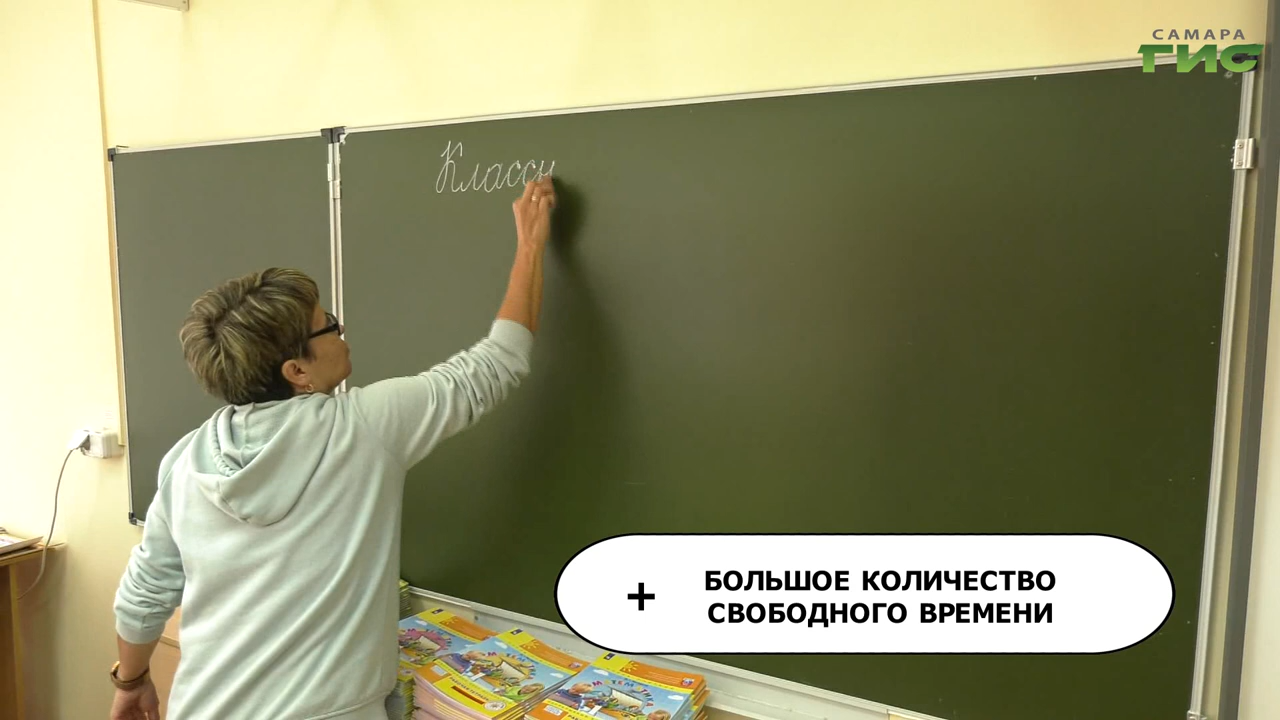 САМАРА
ГИС
Классн
+ БОЛЬШОЕ КОЛИЧЕСТВО
СВОБОДНОГО ВРЕМЕНИ